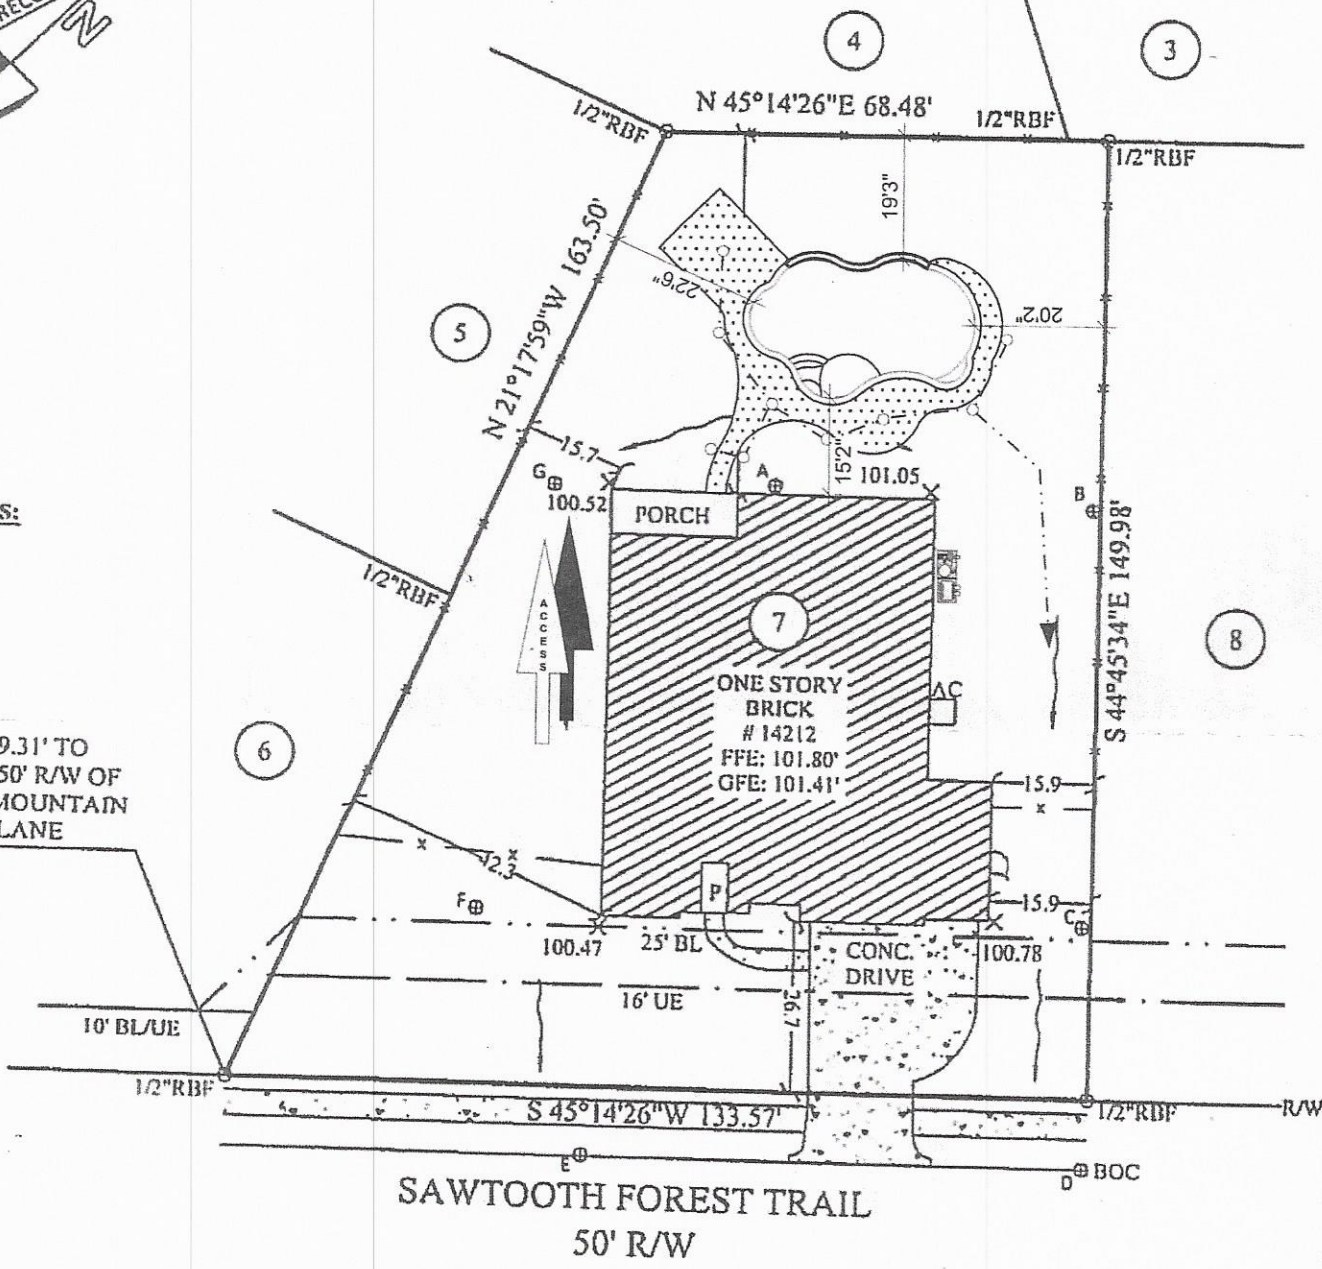 N
4
3
N 45°14'26"E 68.48'
1/2"RBF
1/2"RBF
1/2"RBF
19'3"
N 21°17'59"W 163.50'
22'6"
20'2"
5
15.7
15'2"
G
A
101.05
B
100.52
PORCH
S:
1/2"RBF
ACCESS
7
S 44°45'34"E 149.98'
8
ONE STORY
BRICK
# 14212
FFE: 101.80'
GFE: 101.41'
AC
6
9.31' TO
50' R/W OF
MOUNTAIN
LANE
15.9
P
F
15.9
C
100.47
25' BL
CONC.
DRIVE
100.78
16' UE
26.7
10' BL/UE
1/2"RBF
S 45°14'26"W 133.57'
1/2"RBF
R/W
E
D
BOC
SAWTOOTH FOREST TRAIL
50' R/W